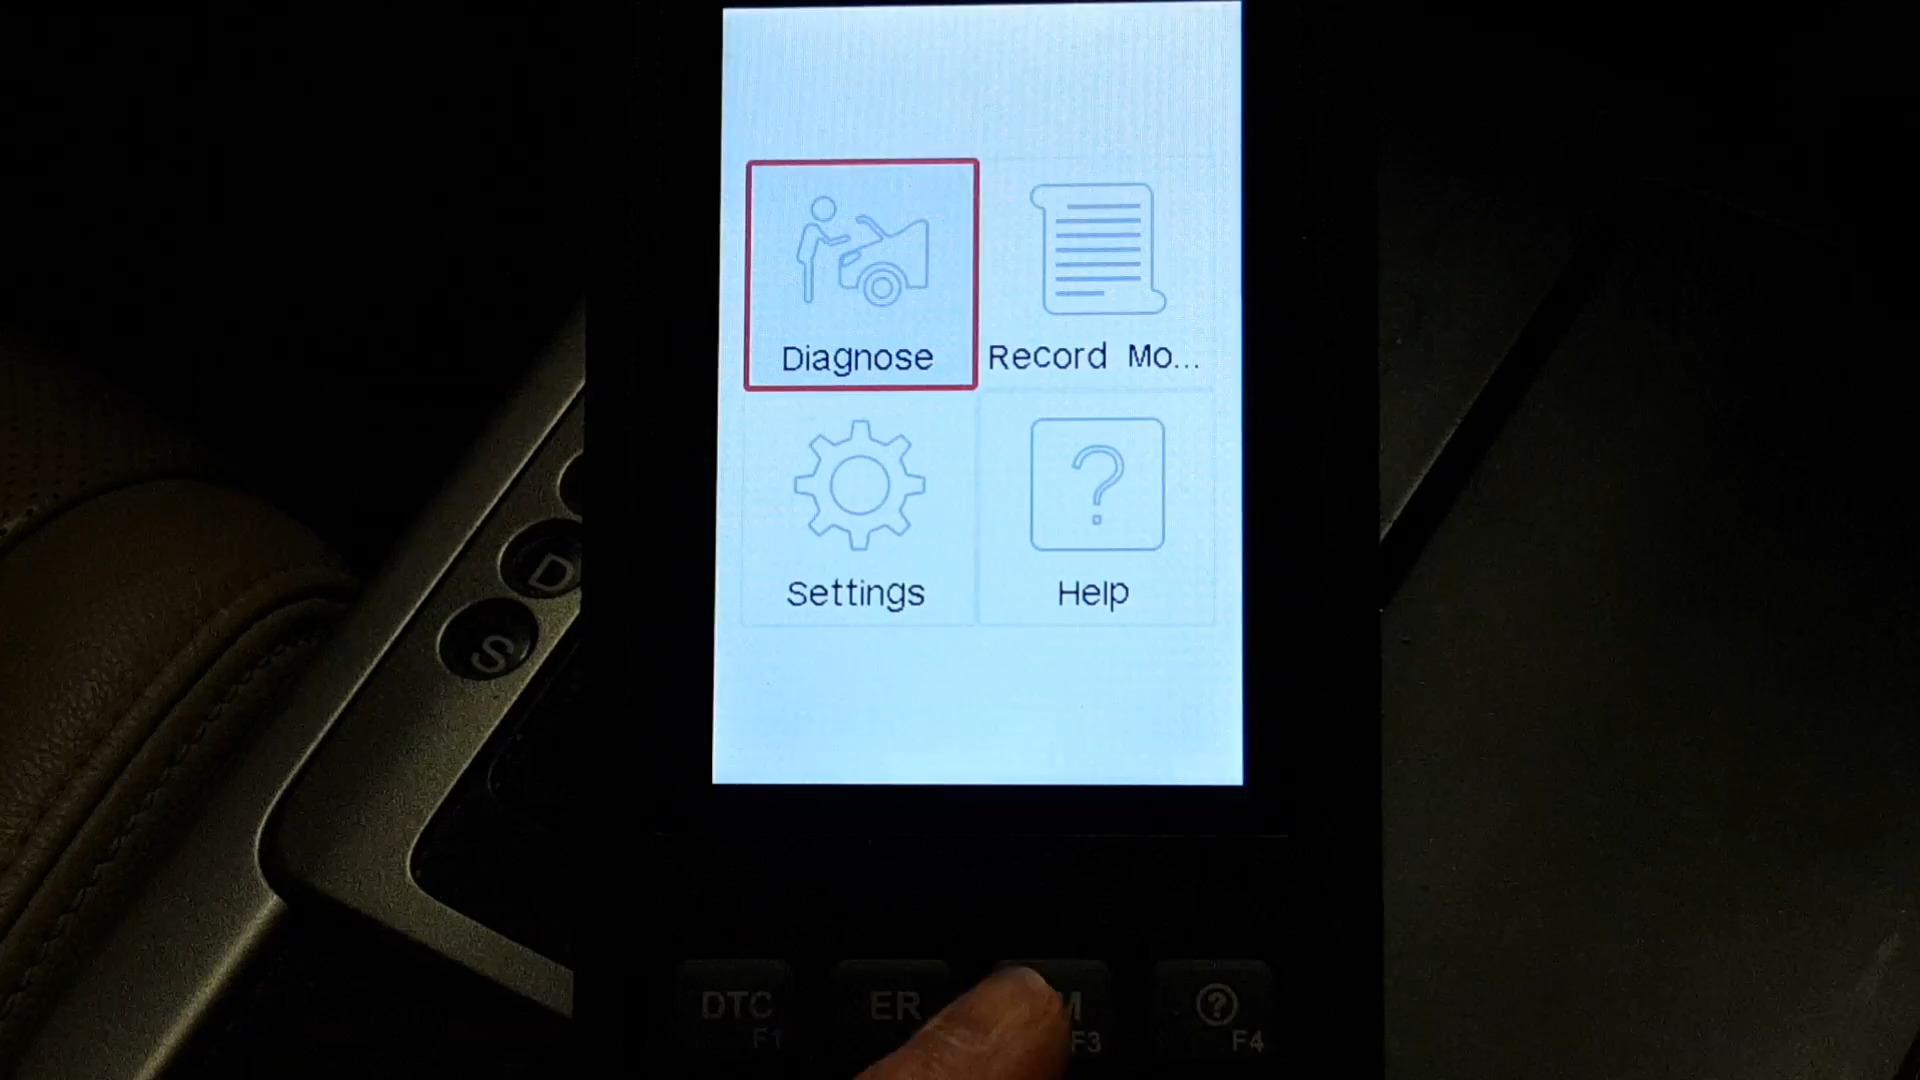 Diagnose
Record Mo...
Settings
?
Help
D
S
DTC
F1
ER
M
F3
?
F4